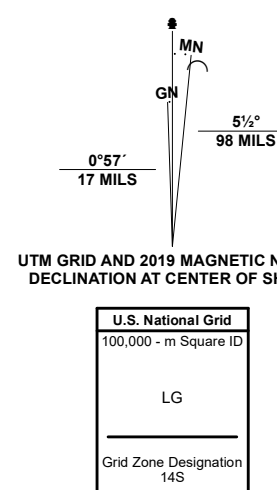 MN
GN
5½°
98 MILS
0°57´
17 MILS
UTM GRID AND 2019 MAGNETIC N
DECLINATION AT CENTER OF SH
U.S. National Grid
100,000 - m Square ID
LG
Grid Zone Designation
14S